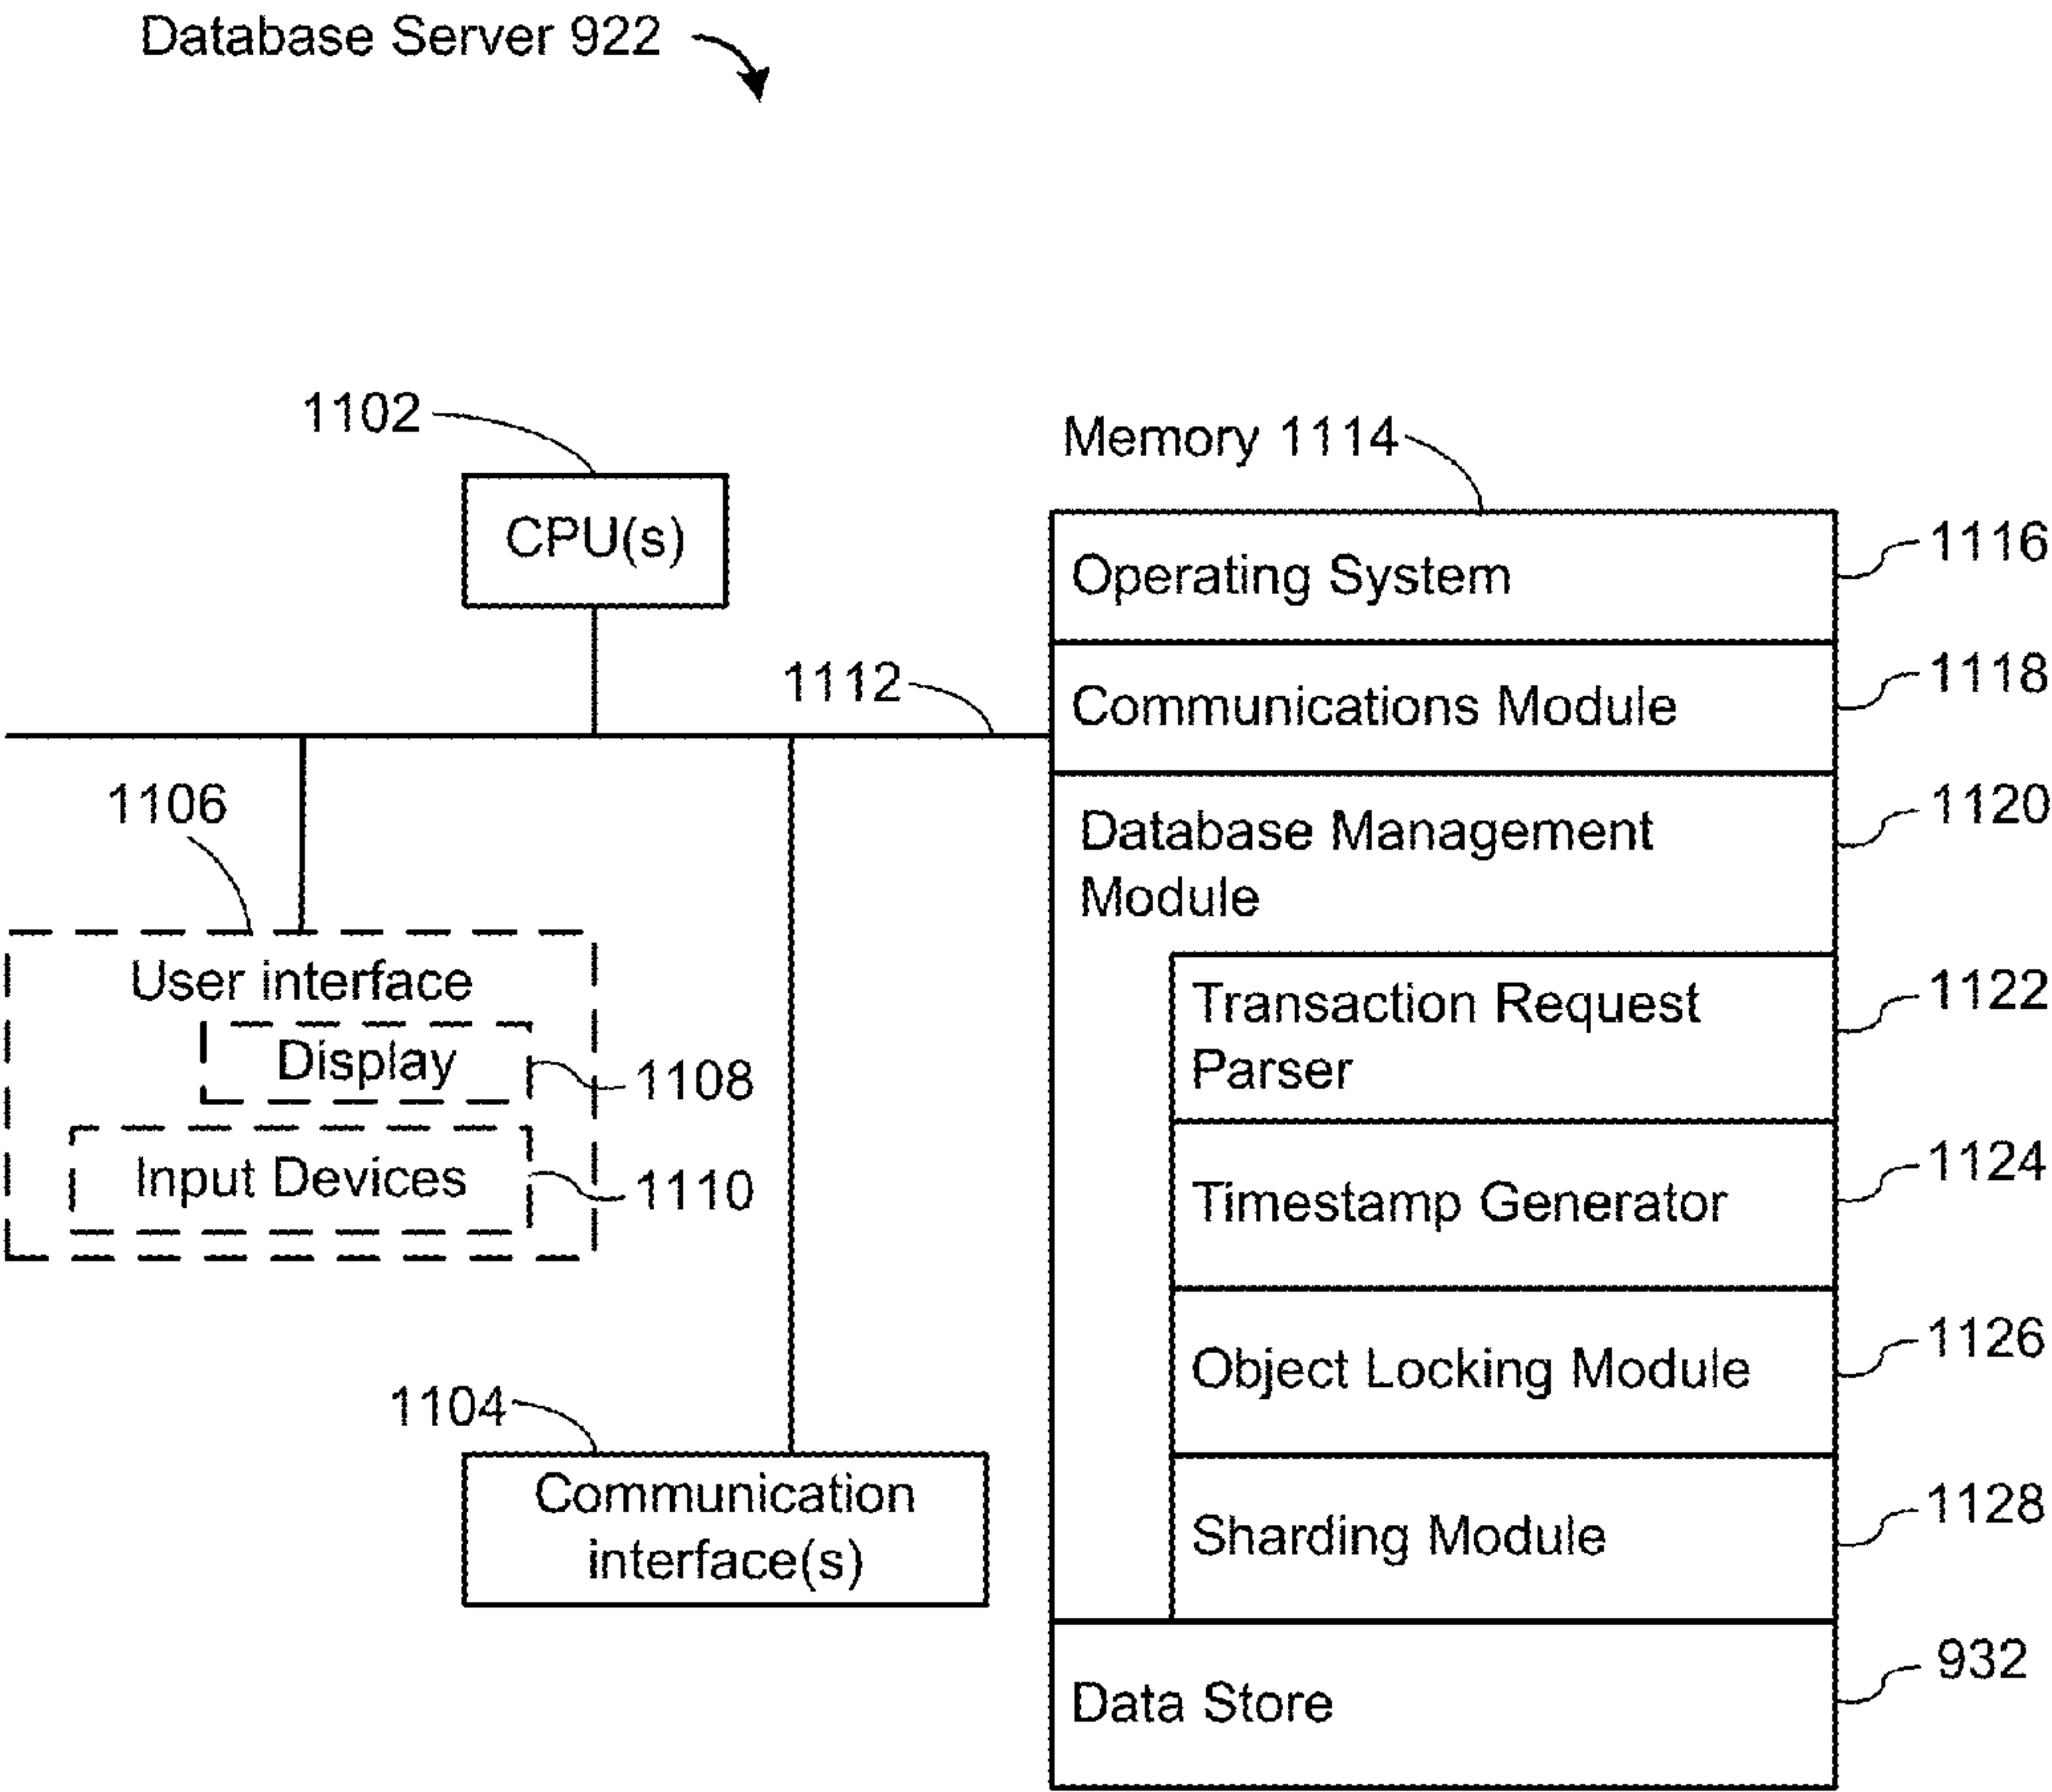 Database Server 922
1102
CPU(s)
1112
1106
User interface
Display
1108
Input Devices
1110
1104
Communication
interface(s)
Memory 1114
Operating System
1116
Communications Module
1118
Database Management
Module
1120
Transaction Request
Parser
1122
Timestamp Generator
1124
Object Locking Module
1126
Sharding Module
1128
Data Store
932